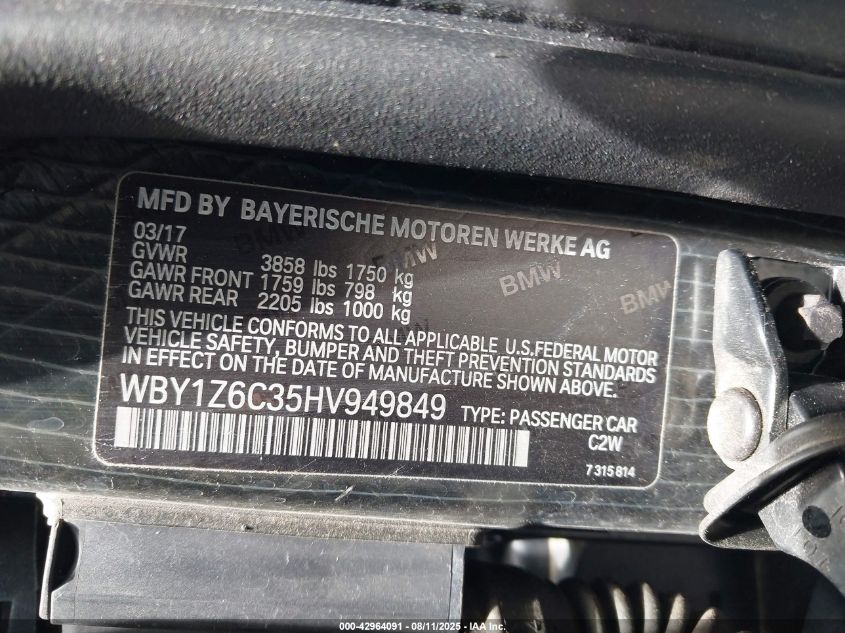 MFD BY BAYERISCHE MOTOREN WERKE AG
03/17
GVWR 3858 lbs 1750 kg
GAWR FRONT 1759 lbs 798 kg
GAWR REAR 2205 lbs 1000 kg
THIS VEHICLE CONFORMS TO ALL APPLICABLE U.S.FEDERAL MOTOR
VEHICLE SAFETY, BUMPER AND THEFT PREVENTION STANDARDS
IN EFFECT ON THE DATE OF MANUFACTURE SHOWN ABOVE.
WBY1Z6C35HV949849 TYPE: PASSENGER CAR
C2W
7 315 814
BMW BMW BMW BMW
000-42964091 - 08/11/2025 - IAA Inc.